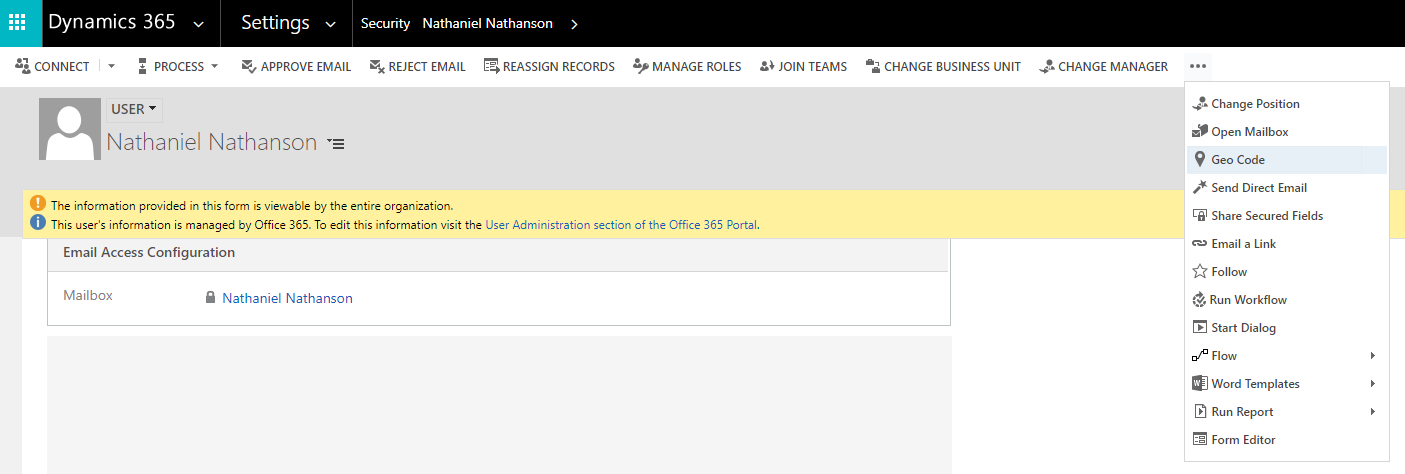 Dynamics 365 Settings Security Nathaniel Nathanson
CONNECT PROCESS APPROVE EMAIL REJECT EMAIL REASSIGN RECORDS MANAGE ROLES JOIN TEAMS CHANGE BUSINESS UNIT CHANGE MANAGER •••
USER
Nathaniel Nathanson
The information provided in this form is viewable by the entire organization.
This user's information is managed by Office 365. To edit this information visit the User Administration section of the Office 365 Portal.
Email Access Configuration
Mailbox Nathaniel Nathanson
Change Position
Open Mailbox
Geo Code
Send Direct Email
Share Secured Fields
Email a Link
Follow
Run Workflow
Start Dialog
Flow
Word Templates
Run Report
Form Editor